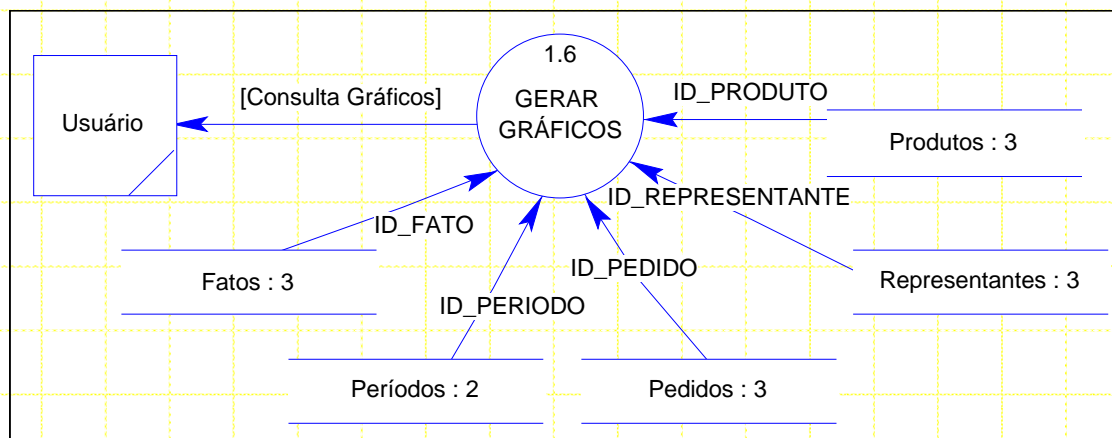 1.6
GERAR
GRÁFICOS
[Consulta Gráficos]
Usuário
ID_PRODUTO
Produtos : 3
ID_REPRESENTANTE
Representantes : 3
ID_FATO
Fatos : 3
ID_PEDIDO
ID_PERIODO
Períodos : 2
Pedidos : 3